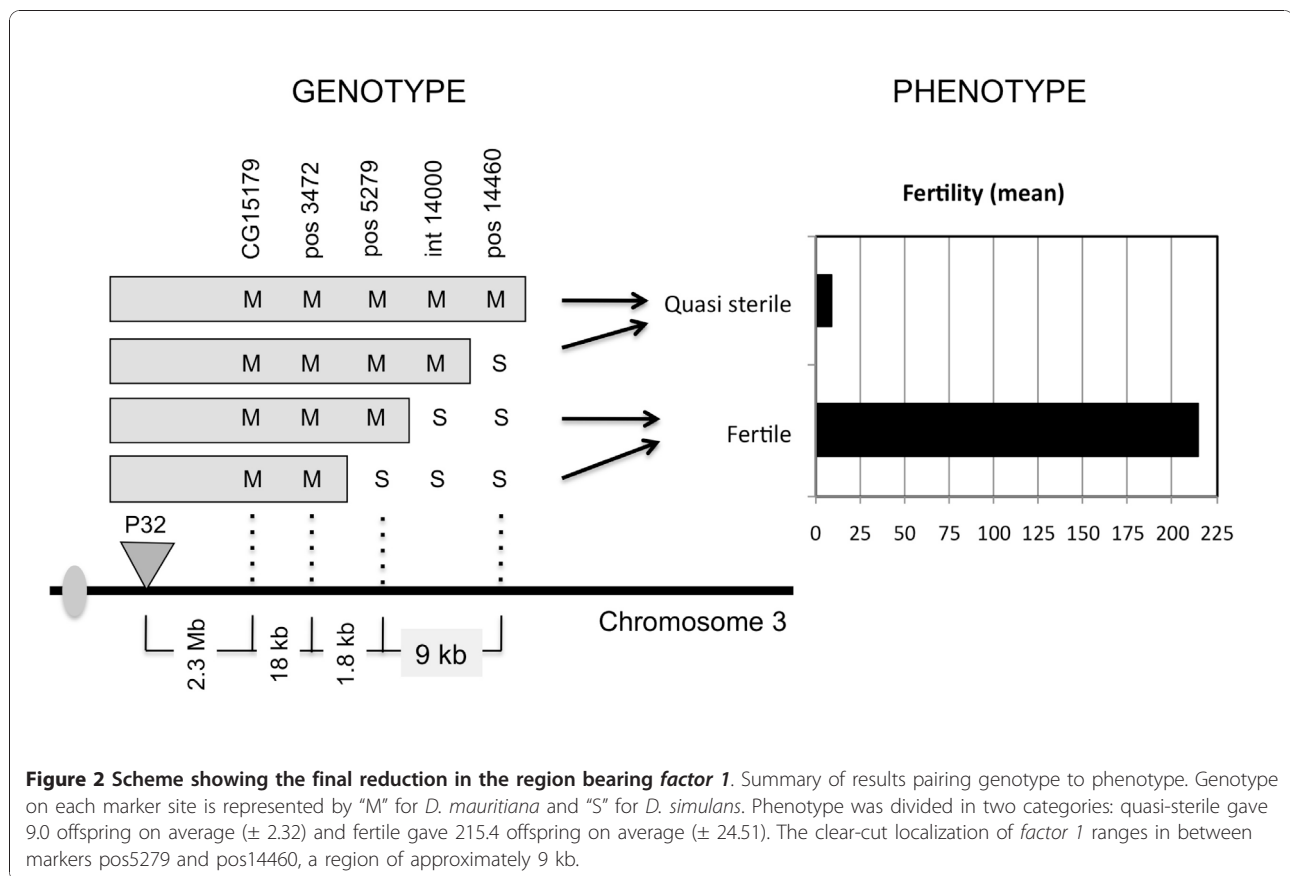 GENOTYPE
PHENOTYPE
CG15179
pos 3472
pos 5279
int 14000
pos 14460
M M M M M
M M M M S
M M M S S
M M S S S
Quasi sterile
Fertile
Fertility (mean)
0 25 50 75 100 125 150 175 200 225
P32
Chromosome 3
2.3 Mb
18 kb
1.8 kb
9 kb
Figure 2 Scheme showing the final reduction in the region bearing factor 1. Summary of results pairing genotype to phenotype. Genotype
on each marker site is represented by “M” for D. mauritiana and “S” for D. simulans. Phenotype was divided in two categories: quasi-sterile gave
9.0 offspring on average (± 2.32) and fertile gave 215.4 offspring on average (± 24.51). The clear-cut localization of factor 1 ranges in between
markers pos5279 and pos14460, a region of approximately 9 kb.